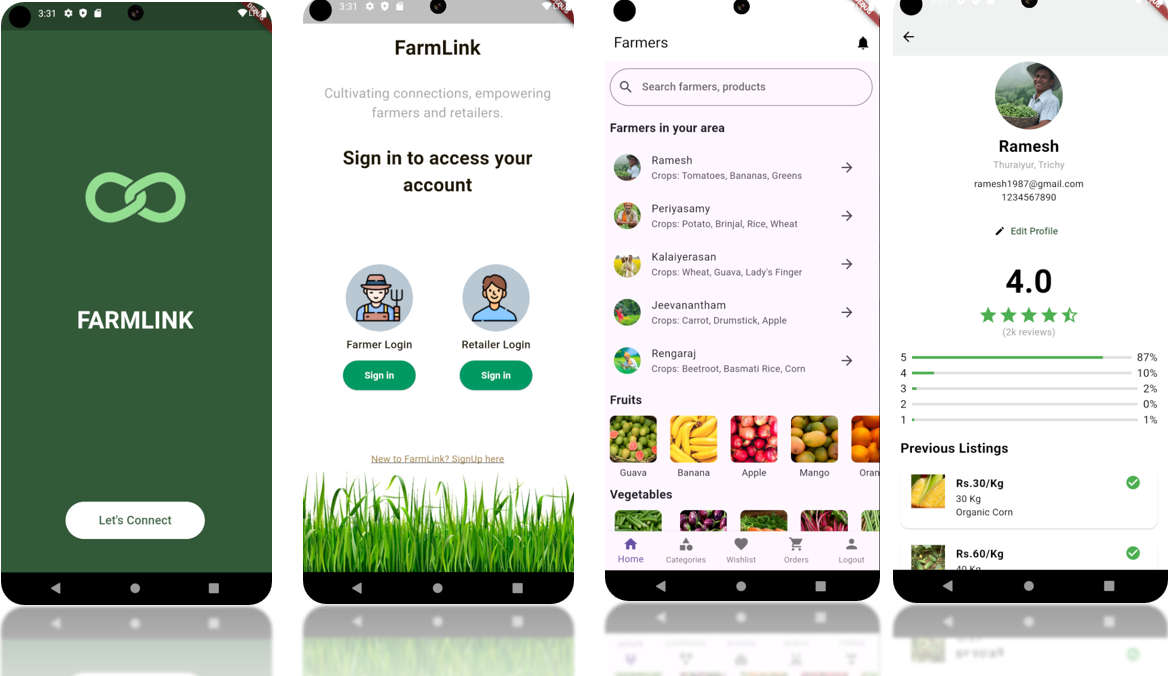 3:31
DEBUG
FARMLINK
Let's Connect
3:31
FarmLink
Cultivating connections, empowering
farmers and retailers.
Sign in to access your
account
Farmer Login
Retailer Login
Sign in
Sign in
New to FarmLink? SignUp here
Farmers
Search farmers, products
Farmers in your area
Ramesh
Crops: Tomatoes, Bananas, Greens
Periyasamy
Crops: Potato, Brinjal, Rice, Wheat
Kalaiyerasan
Crops: Wheat, Guava, Lady's Finger
Jeevanantham
Crops: Carrot, Drumstick, Apple
Rengaraj
Crops: Beetroot, Basmati Rice, Corn
Fruits
Guava
Banana
Apple
Mango
Oran
Vegetables
Home
Categories
Wishlist
Orders
Logout
3:31
Ramesh
Thuraiyur, Trichy
ramesh1987@gmail.com
1234567890
Edit Profile
4.0
(2k reviews)
5 87%
4 10%
3 2%
2 0%
1 1%
Previous Listings
Rs.30/Kg
30 Kg
Organic Corn
Rs.60/Kg
40 Kg